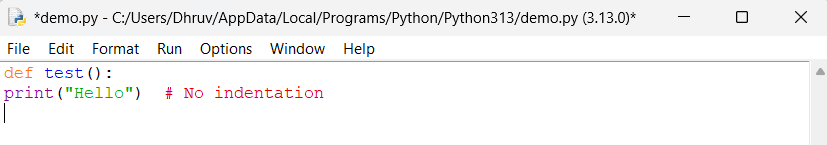 *demo.py - C:/Users/Dhruv/AppData/Local/Programs/Python/Python313/demo.py (3.13.0)*
File Edit Format Run Options Window Help
def test():
print("Hello")  # No indentation